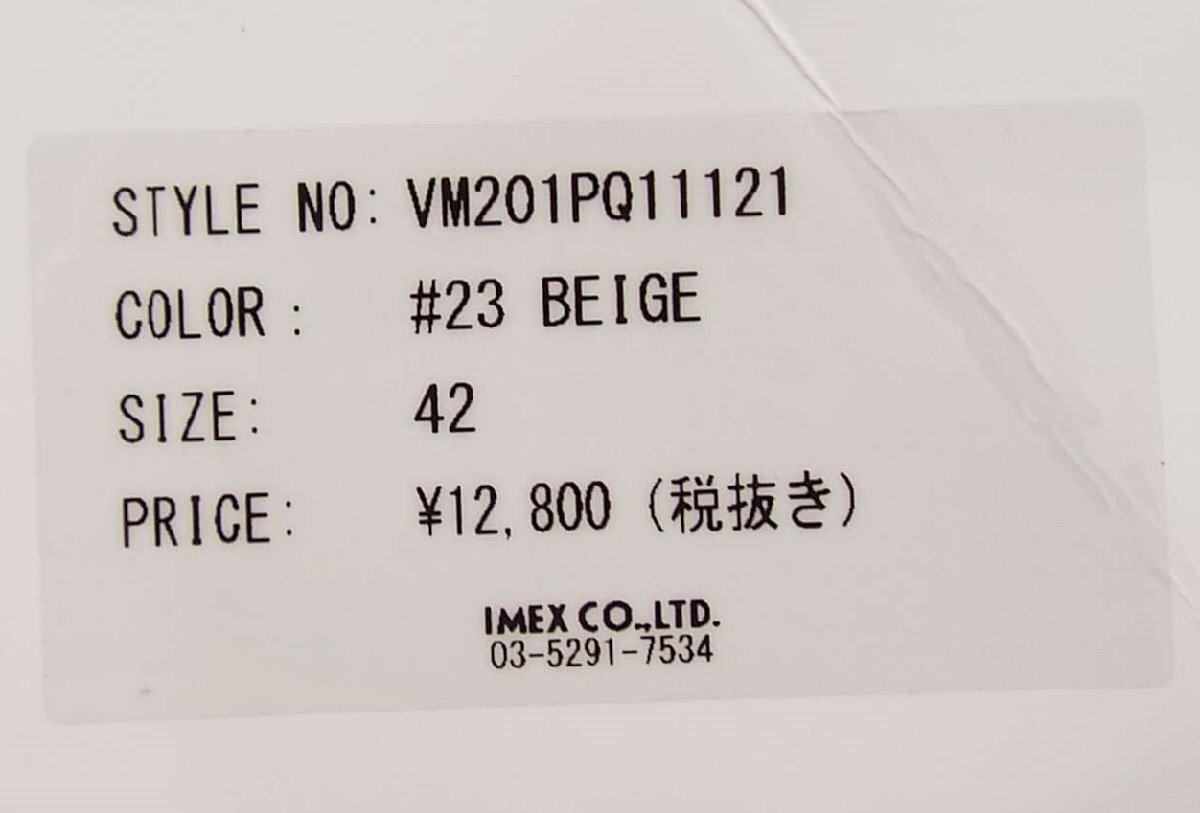 STYLE NO: VM201PQ11121
COLOR: #23 BEIGE
SIZE: 42
PRICE: ¥12,800 (税抜き)
IMEX CO.,LTD.
03-5291-7534